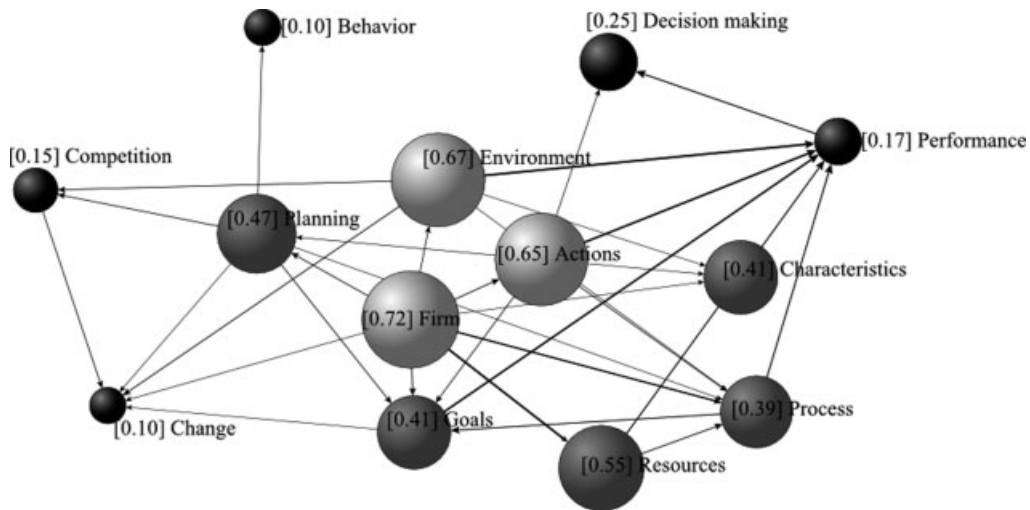 [0.10] Behavior
[0.25] Decision making
[0.17] Performance
[0.15] Competition
[0.67] Environment
[0.47] Planning
[0.65] Actions
[0.41] Characteristics
[0.72] Firm
[0.10] Change
[0.41] Goals
[0.39] Process
[0.55] Resources